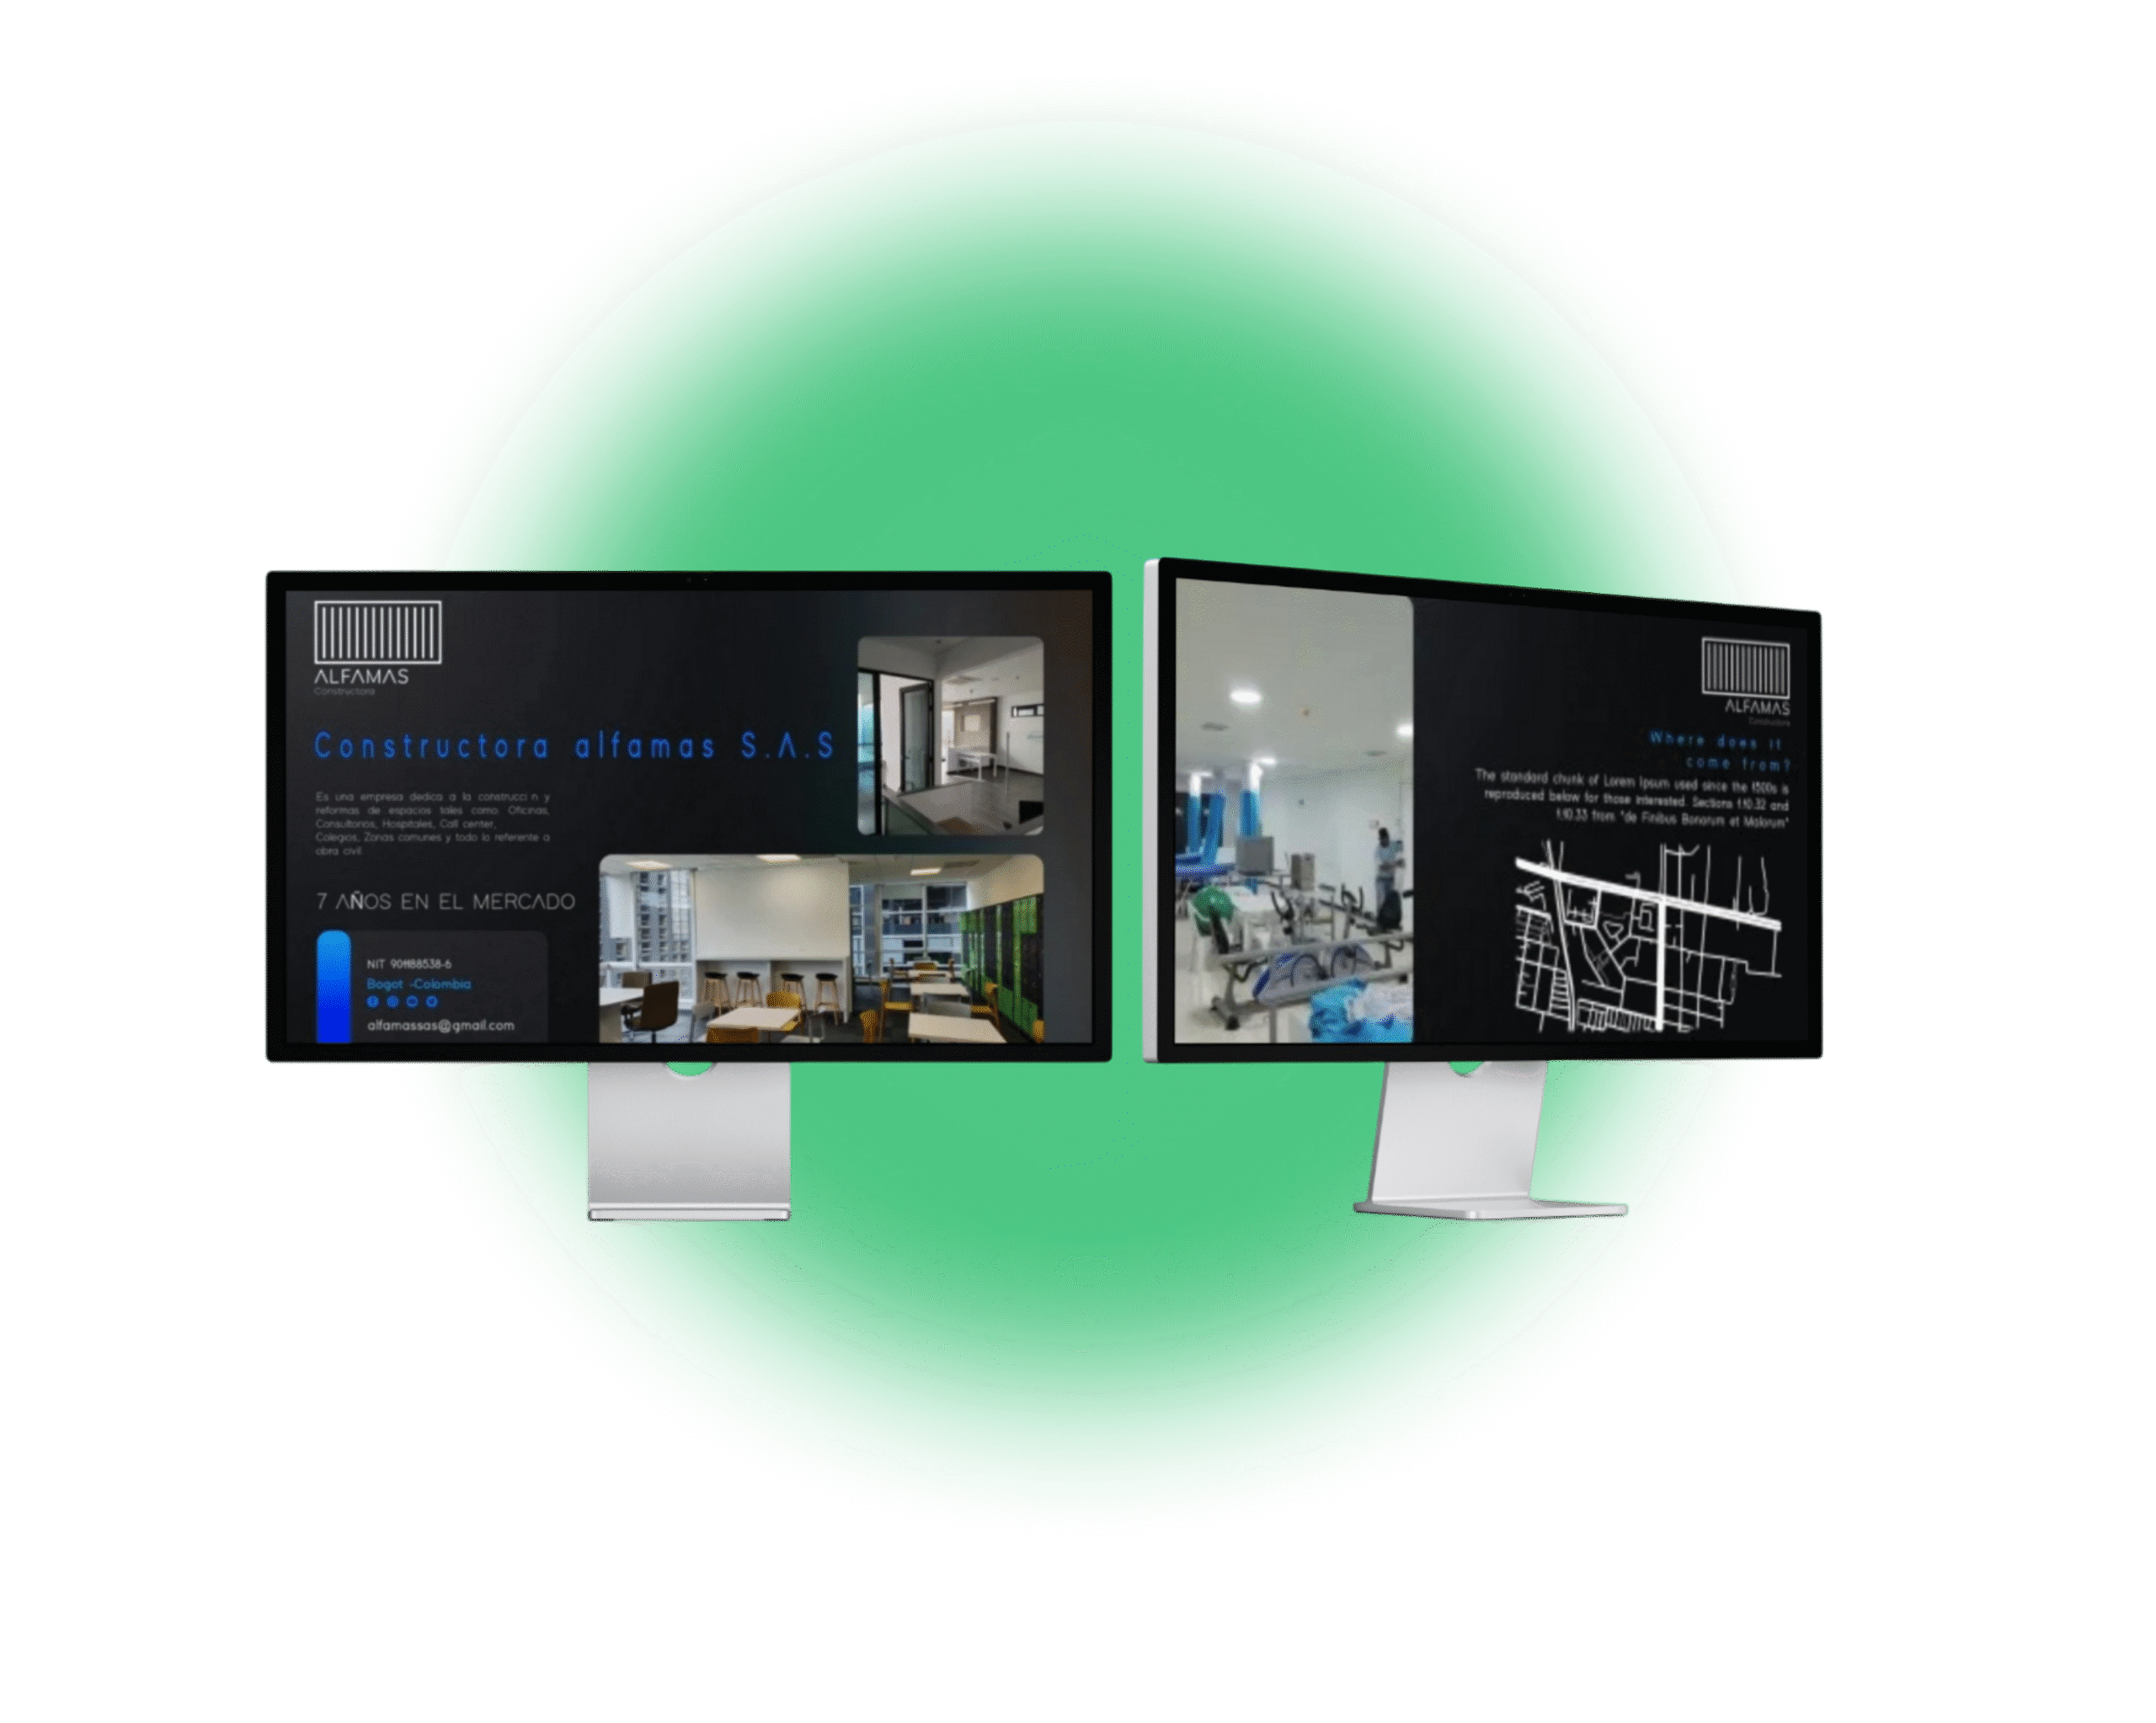 ALFAMAS
Constructora
Constructora alfamas S.A.S
Es una empresa dedica a la construcci n y
reformas de espacios tales como: Oficinas,
Consultorios, Hospitales, Call center,
Colegios, Zonas comunes y todo lo referente a
obra civil
7 AÑOS EN EL MERCADO
NIT 901188538-6
Bogot -Colombia
alfamassas@gmail.com
ALFAMAS
Constructora
Where does it
come from?
The standard chunk of Lorem Ipsum used since the 1500s is
reproduced below for those interested. Sections 1.10.32 and
1.10.33 from "de Finibus Bonorum et Malorum"